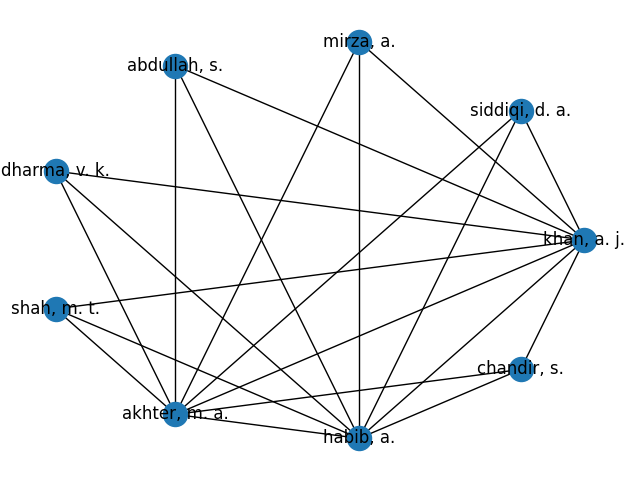 mirza, a.
abdullah, s.
siddiqi, d. a.
dharma, v. k.
khan, a. j.
shah, m. t.
chandir, s.
akhter, m. a.
habib, a.